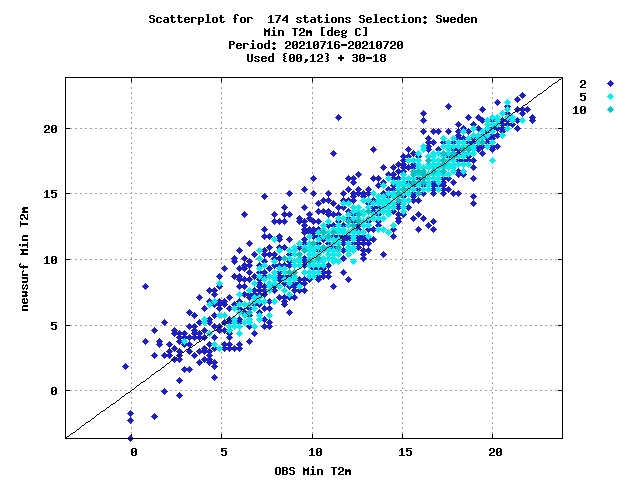 Scatterplot for  174 stations Selection: Sweden
Min T2m [deg C]
Period: 20210716-20210720
Used {00,12} + 30-18
2
5
10
20
15
10
5
0
newsurf Min T2m
0
5
10
15
20
OBS Min T2m